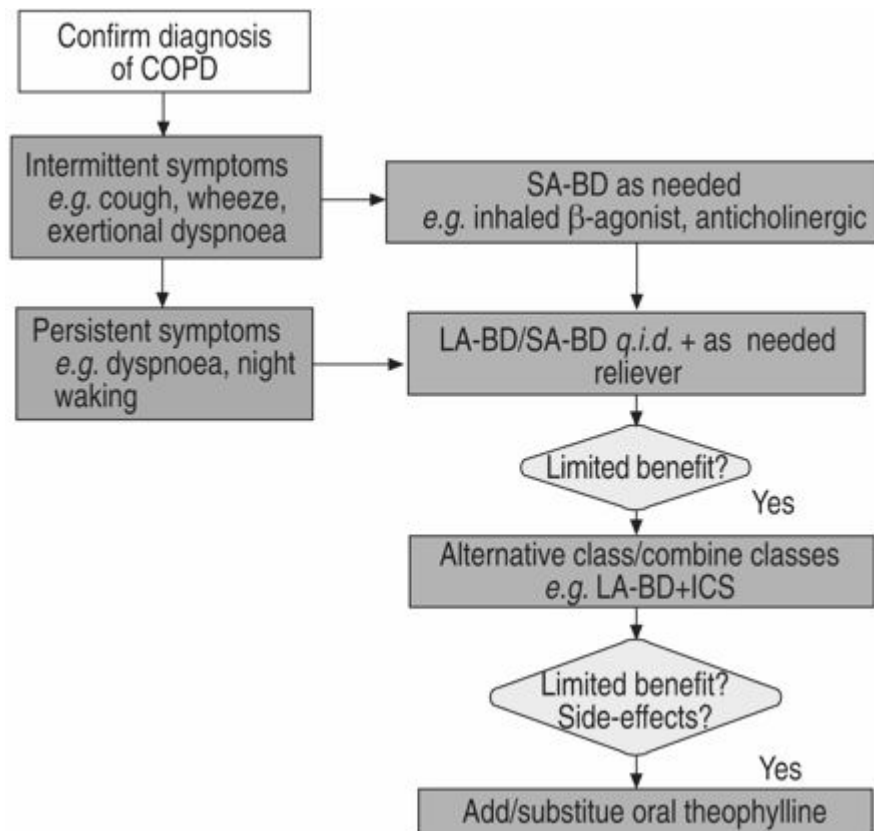 Confirm diagnosis
of COPD
Intermittent symptoms
e.g. cough, wheeze,
exertional dyspnoea
SA-BD as needed
e.g. inhaled β-agonist, anticholinergic
Persistent symptoms
e.g. dyspnoea, night
waking
LA-BD/SA-BD q.i.d. + as needed
reliever
Limited benefit?
Yes
Alternative class/combine classes
e.g. LA-BD+ICS
Limited benefit?
Side-effects?
Yes
Add/substitue oral theophylline